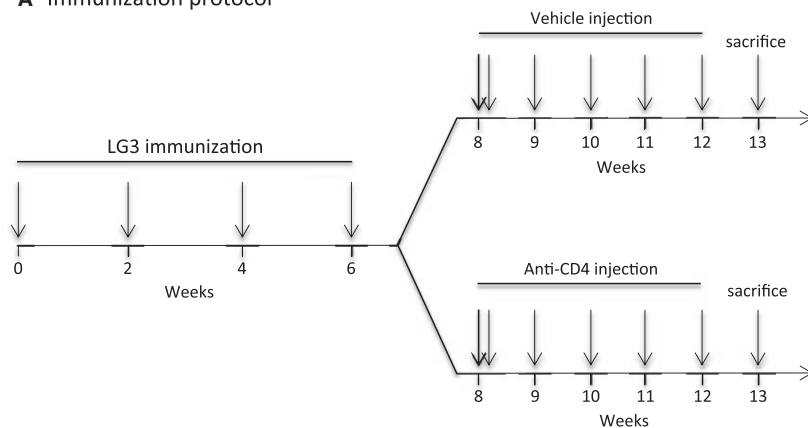 A Immunization protocol
LG3 immunization
0 2 4 6
Weeks
Vehicle injection
sacrifice
8 9 10 11 12 13
Weeks
Anti-CD4 injection
sacrifice
8 9 10 11 12 13
Weeks